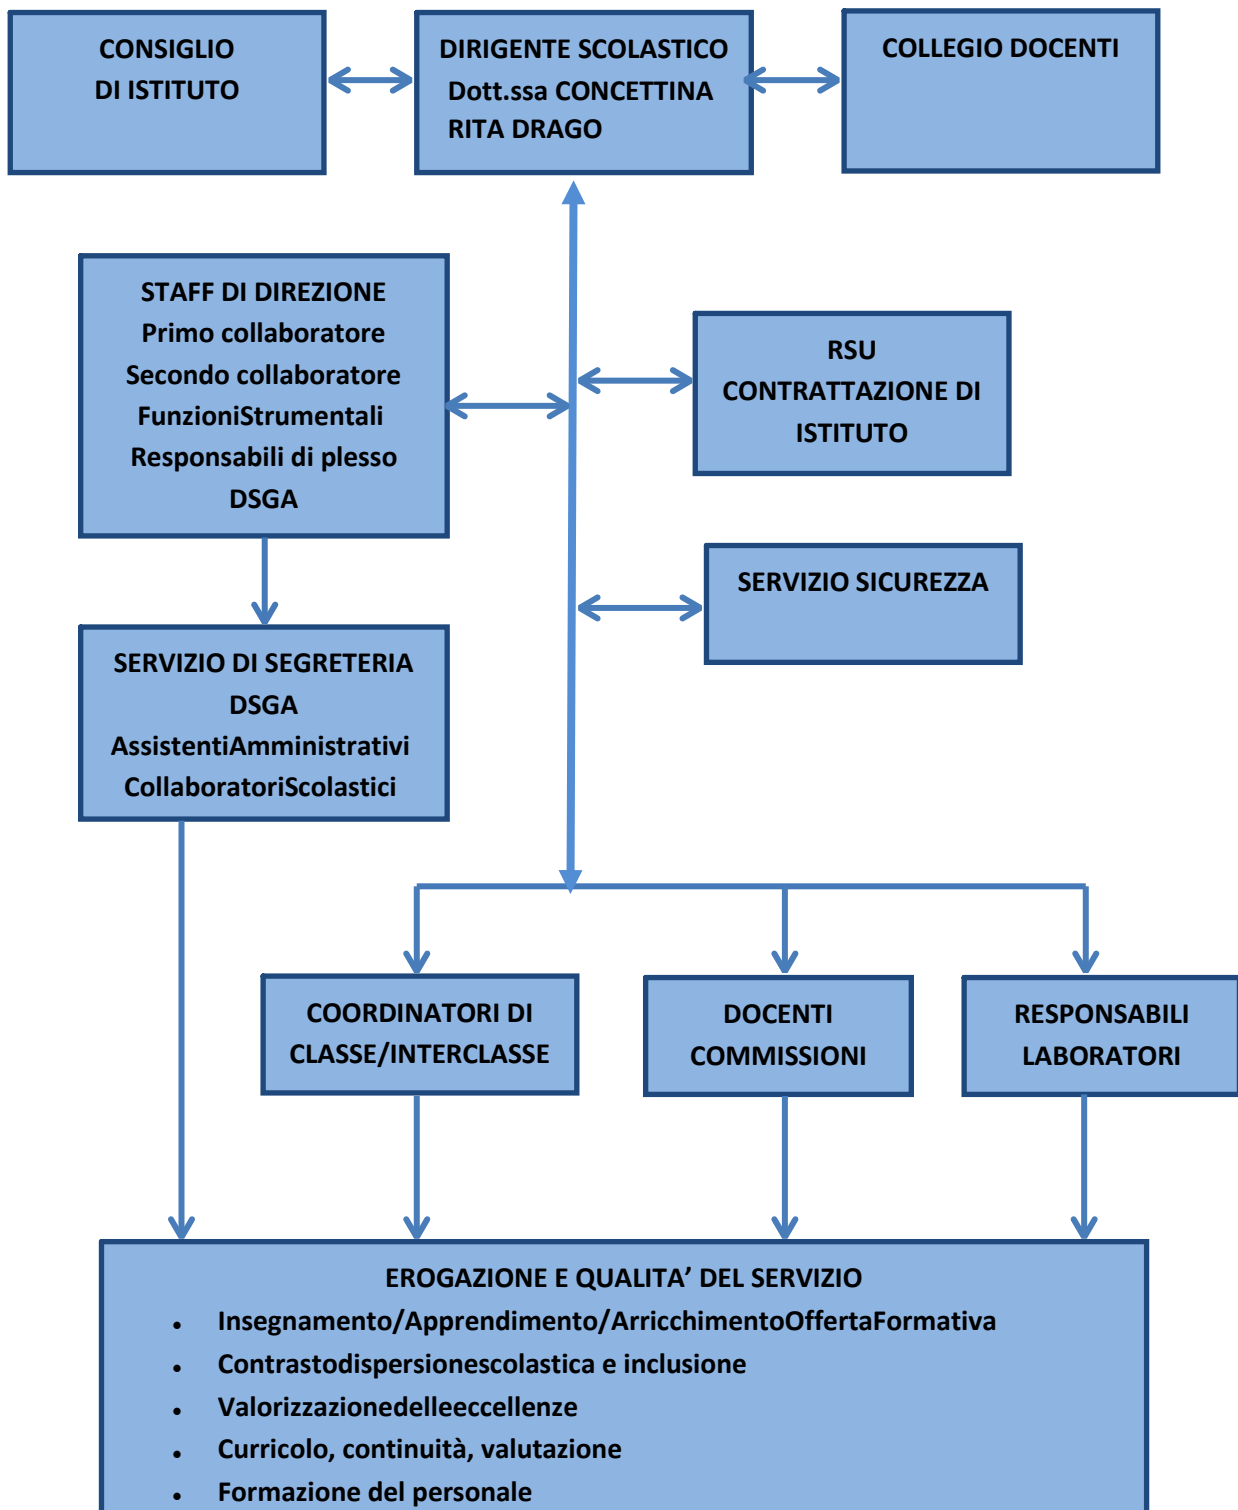 CONSIGLIO
DI ISTITUTO
DIRIGENTE SCOLASTICO
Dott.ssa CONCETTINA
RITA DRAGO
COLLEGIO DOCENTI
STAFF DI DIREZIONE
Primo collaboratore
Secondo collaboratore
FunzioniStrumentali
Responsabili di plesso
DSGA
RSU
CONTRATTAZIONE DI
ISTITUTO
SERVIZIO SICUREZZA
SERVIZIO DI SEGRETERIA
DSGA
AssistentiAmministrativi
CollaboratoriScolastici
COORDINATORI DI
CLASSE/INTERCLASSE
DOCENTI
COMMISSIONI
RESPONSABILI
LABORATORI
EROGAZIONE E QUALITA’ DEL SERVIZIO
• Insegnamento/Apprendimento/ArricchimentoOffertaFormativa
• Contrastodispersionescolastica e inclusione
• Valorizzazionedelleeccellenze
• Curricolo, continuità, valutazione
• Formazione del personale